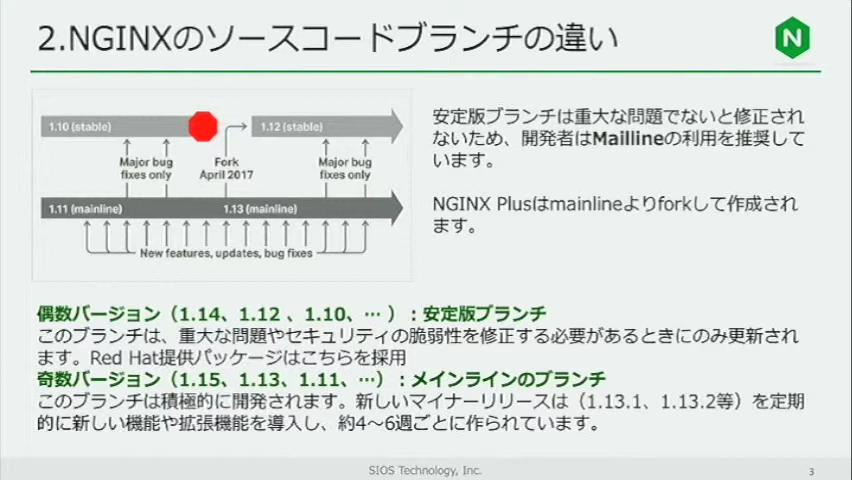 2.NGINXのソースコードブランチの違い
N
1.10 (stable)
1.12 (stable)
Major bug
fixes only
Fork
April 2017
Major bug
fixes only
1.11 (mainline)
1.13 (mainline)
New features, updates, bug fixes
安定版ブランチは重大な問題でないと修正され
ないため、開発者はMaillineの利用を推奨して
います。
NGINX Plusはmainlineよりforkして作成され
ます。
偶数バージョン（1.14、1.12 、1.10、… ）: 安定版ブランチ
このブランチは、重大な問題やセキュリティの脆弱性を修正する必要があるときにのみ更新され
ます。Red Hat提供パッケージはこちらを採用
奇数バージョン（1.15、1.13、1.11、…）: メインラインのブランチ
このブランチは積極的に開発されます。新しいマイナーリリースは（1.13.1、1.13.2等）を定期
的に新しい機能や拡張機能を導入し、約4～6週ごとに作られています。
SIOS Technology, Inc.
3